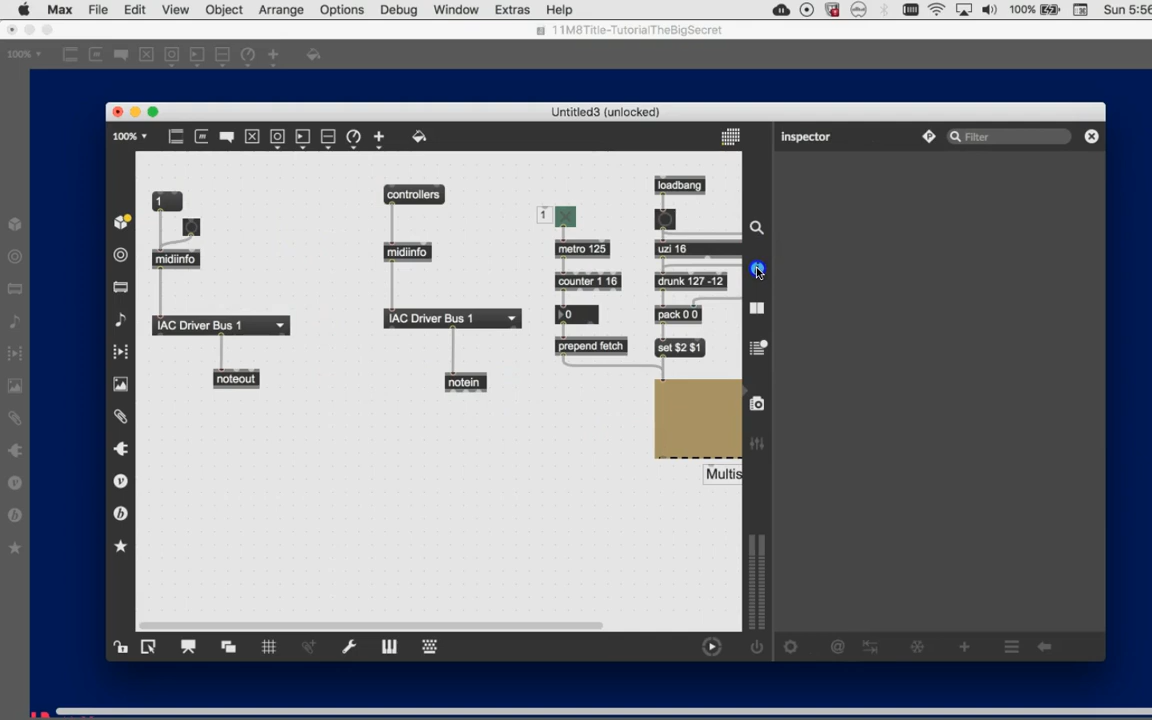 Max File Edit View Object Arrange Options Debug Window Extras Help 100% Sun 5:56
11M8Title-TutorialTheBigSecret
100%
Untitled3 (unlocked)
100%
inspector
Filter
1
controllers
loadbang
1
midiinfo
midiinfo
metro 125
uzi 16
counter 1 16
drunk 127 -12
IAC Driver Bus 1
IAC Driver Bus 1
0
pack 0 0
prepend fetch
set $2 $1
noteout
notein
Multis